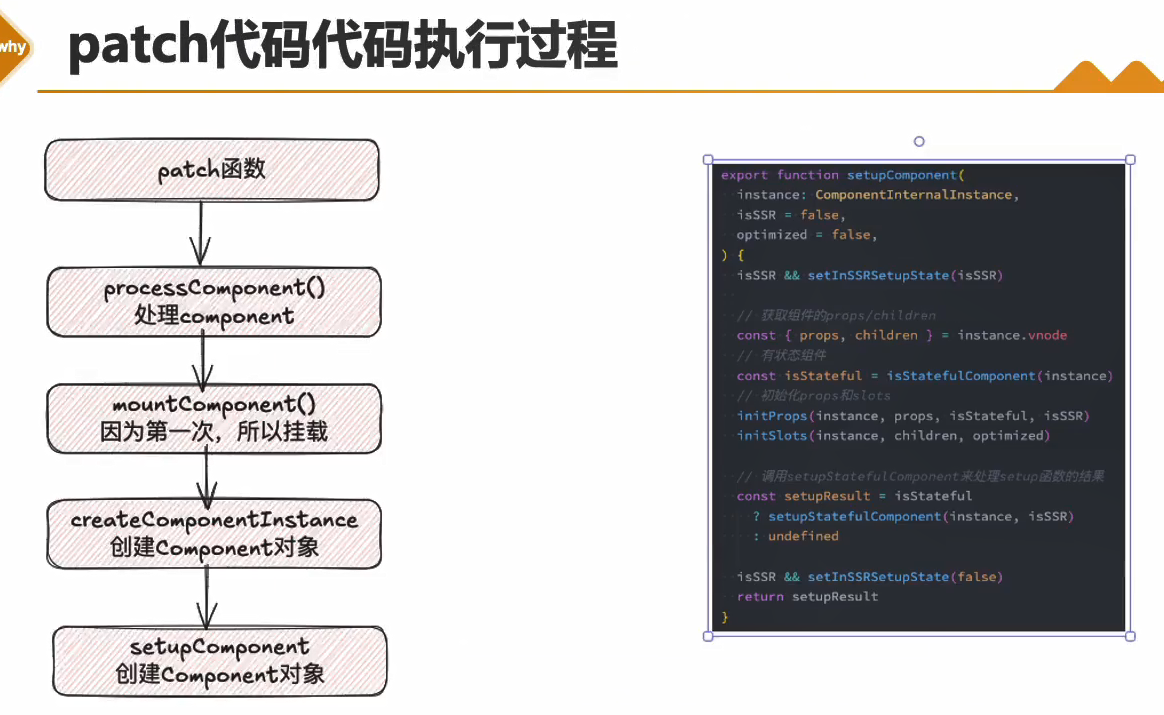 why
patch代码代码执行过程
patch函数
processComponent()
处理component
mountComponent()
因为第一次，所以挂载
createComponentInstance
创建Component对象
setupComponent
创建Component对象
export function setupComponent(
instance: ComponentInternalInstance,
isSSR = false,
optimized = false,
) {
isSSR && setInSSRSetupState(isSSR)
// 获取组件的props/children
const { props, children } = instance.vnode
// 有状态组件
const isStateful = isStatefulComponent(instance)
// 初始化props和slots
initProps(instance, props, isStateful, isSSR)
initSlots(instance, children, optimized)
// 调用setupStatefulComponent来处理setup函数的结果
const setupResult = isStateful
? setupStatefulComponent(instance, isSSR)
: undefined
isSSR && setInSSRSetupState(false)
return setupResult
}